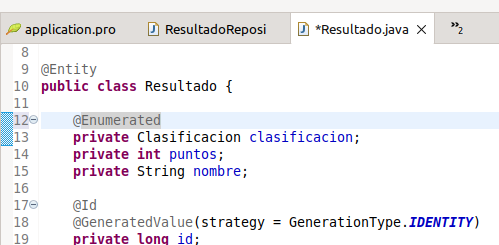 application.pro ResultadoReposi *Resultado.java »2
8
9 @Entity
10 public class Resultado {
11
12 @Enumerated
13 private Clasificacion clasificacion;
14 private int puntos;
15 private String nombre;
16
17 @Id
18 @GeneratedValue(strategy = GenerationType.IDENTITY)
19 private long id;